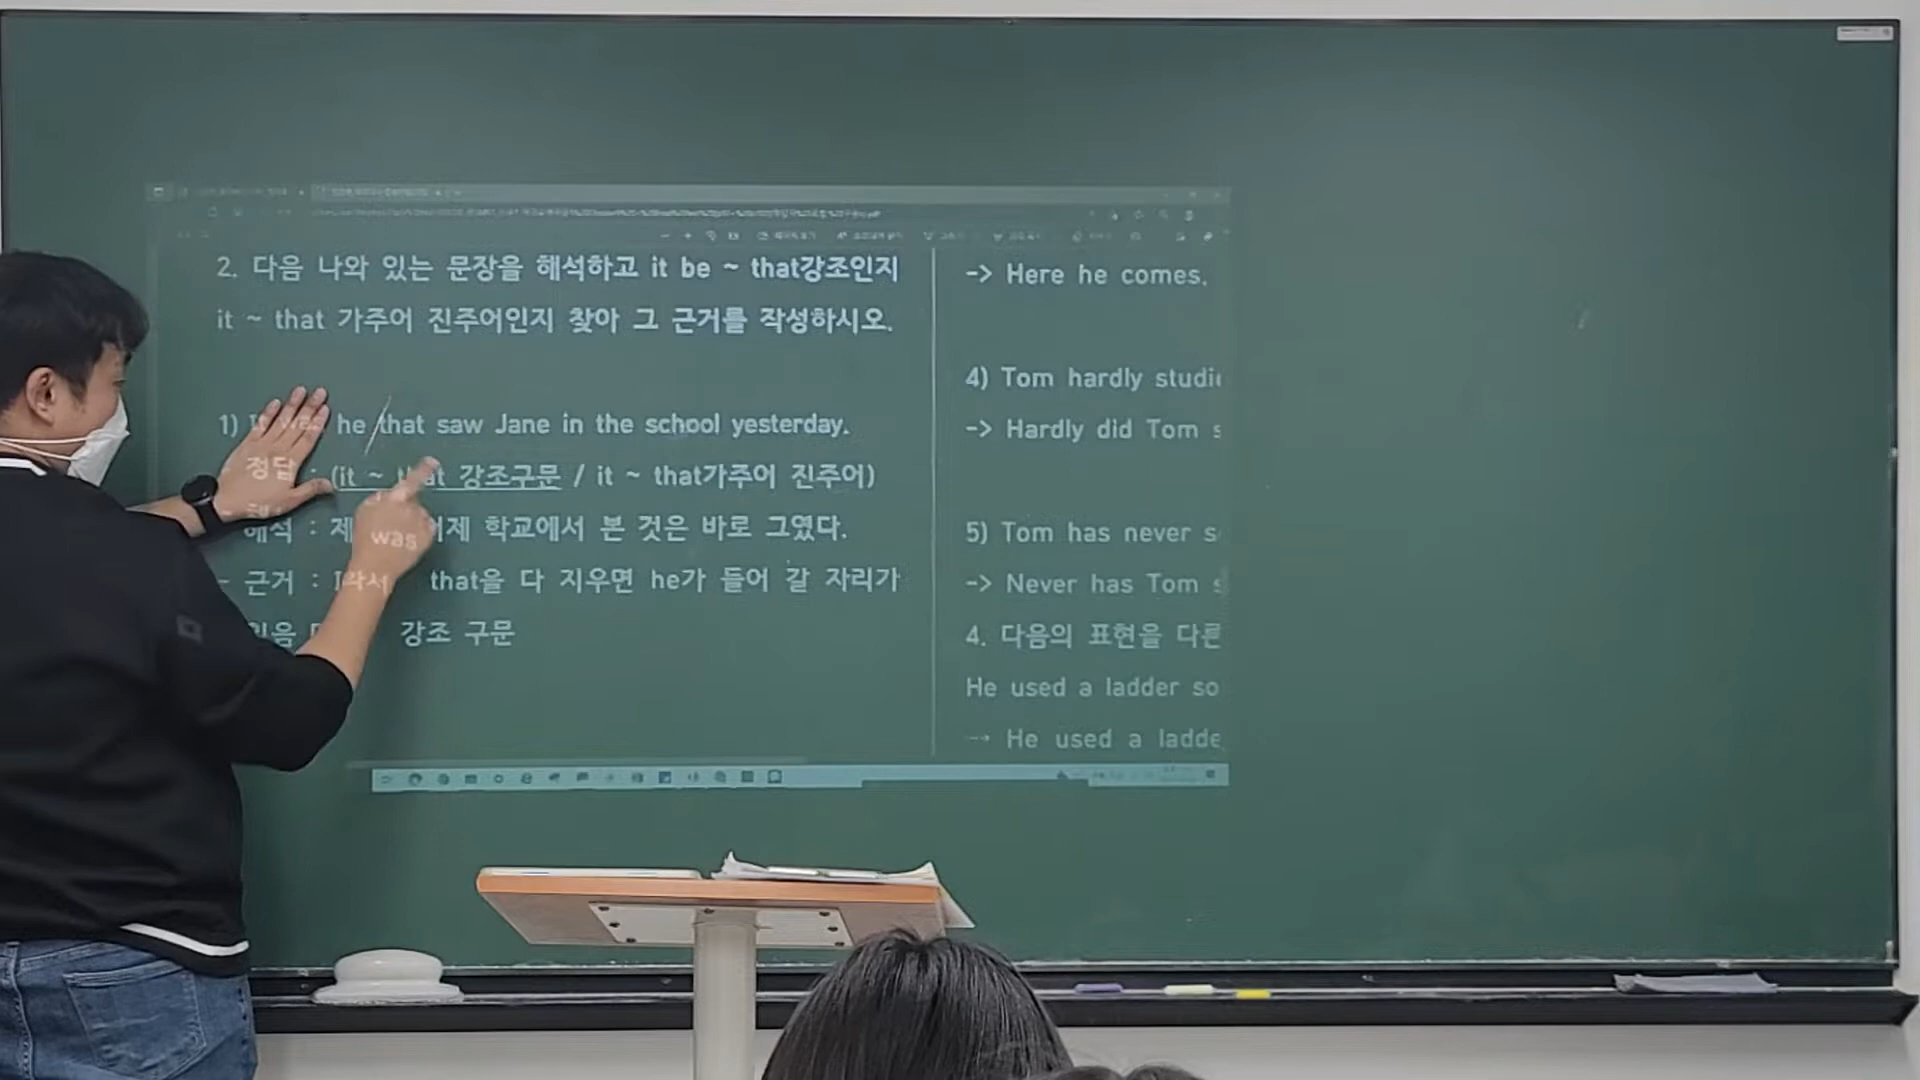 2. 다음 나와 있는 문장을 해석하고 it be ~ that강조인지
it ~ that 가주어 진주어인지 찾아 그 근거를 작성하시오.
1) It was he that saw Jane in the school yesterday.
- 정답 : (it ~ that 강조구문 / it ~ that가주어 진주어)
- 해석 : 제 어제 학교에서 본 것은 바로 그였다.
- 근거 : was that을 다 지우면 he가 들어 갈 자리가
있음 강조 구문
-> Here he comes.
4) Tom hardly studi
-> Hardly did Tom s
5) Tom has never s
-> Never has Tom s
4. 다음의 표현을 다른
He used a ladder so
→ He used a ladde